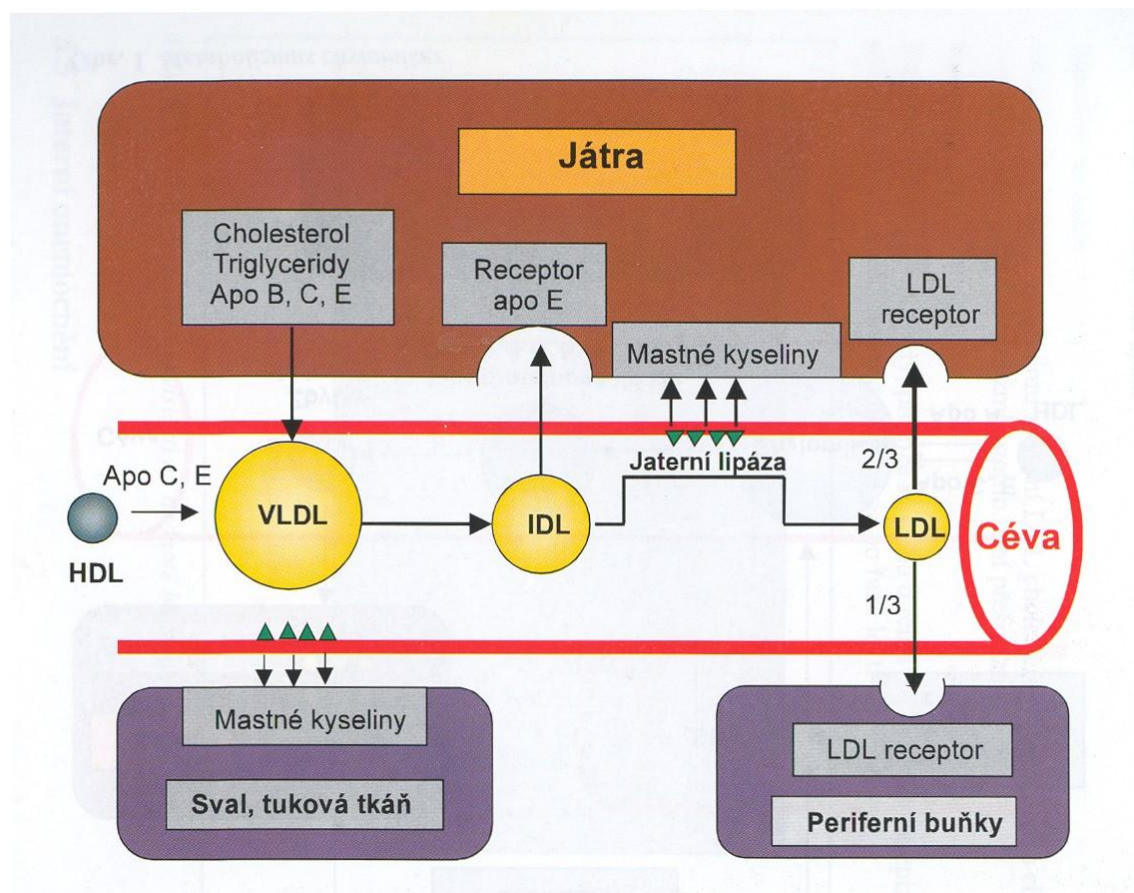 Játra
Cholesterol
Triglyceridy
Apo B, C, E
Receptor
apo E
LDL
receptor
Mastné kyseliny
Apo C, E
HDL
VLDL
IDL
Jaterní lipáza
2/3
LDL
1/3
Céva
Mastné kyseliny
Sval, tuková tkáň
LDL receptor
Periferní buňky